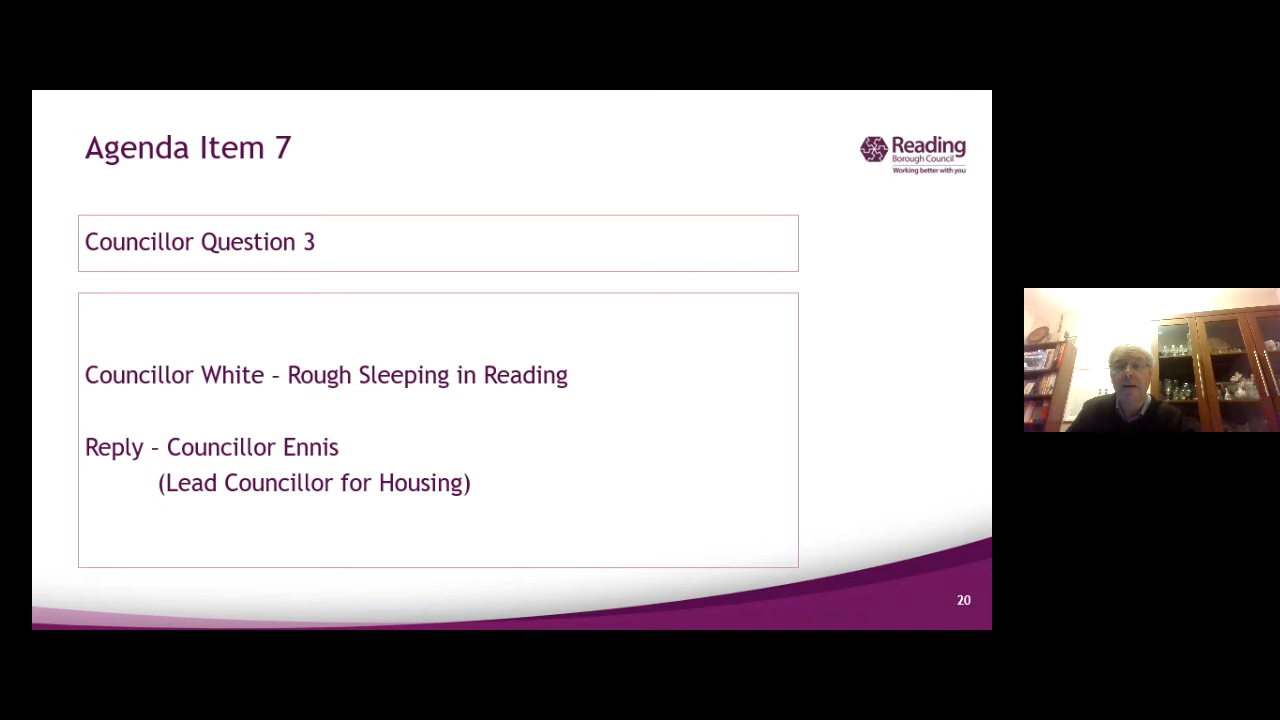 Agenda Item 7
Reading
Borough Council
Working better with you
Councillor Question 3
Councillor White – Rough Sleeping in Reading
Reply – Councillor Ennis
(Lead Councillor for Housing)
20